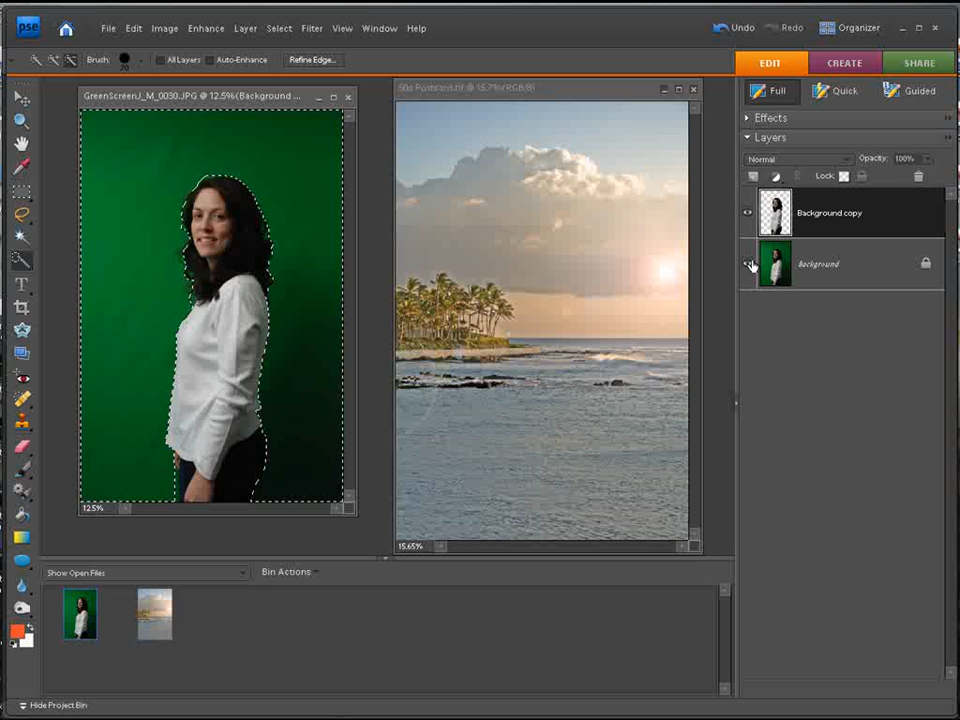 pse File Edit Image Enhance Layer Select Filter View Window Help Undo Redo Organizer
Brush: 20 All Layers Auto-Enhance Refine Edge... EDIT CREATE SHARE
GreenScreenJ_M_0030.JPG @ 12.5%(Background ... 50s Postcard.tif @ 15.7%(RGB/8) Full Quick Guided
Effects
Layers
Normal Opacity: 100%
Lock:
Background copy
Background
12.5%
15.65%
Show Open Files Bin Actions
Hide Project Bin